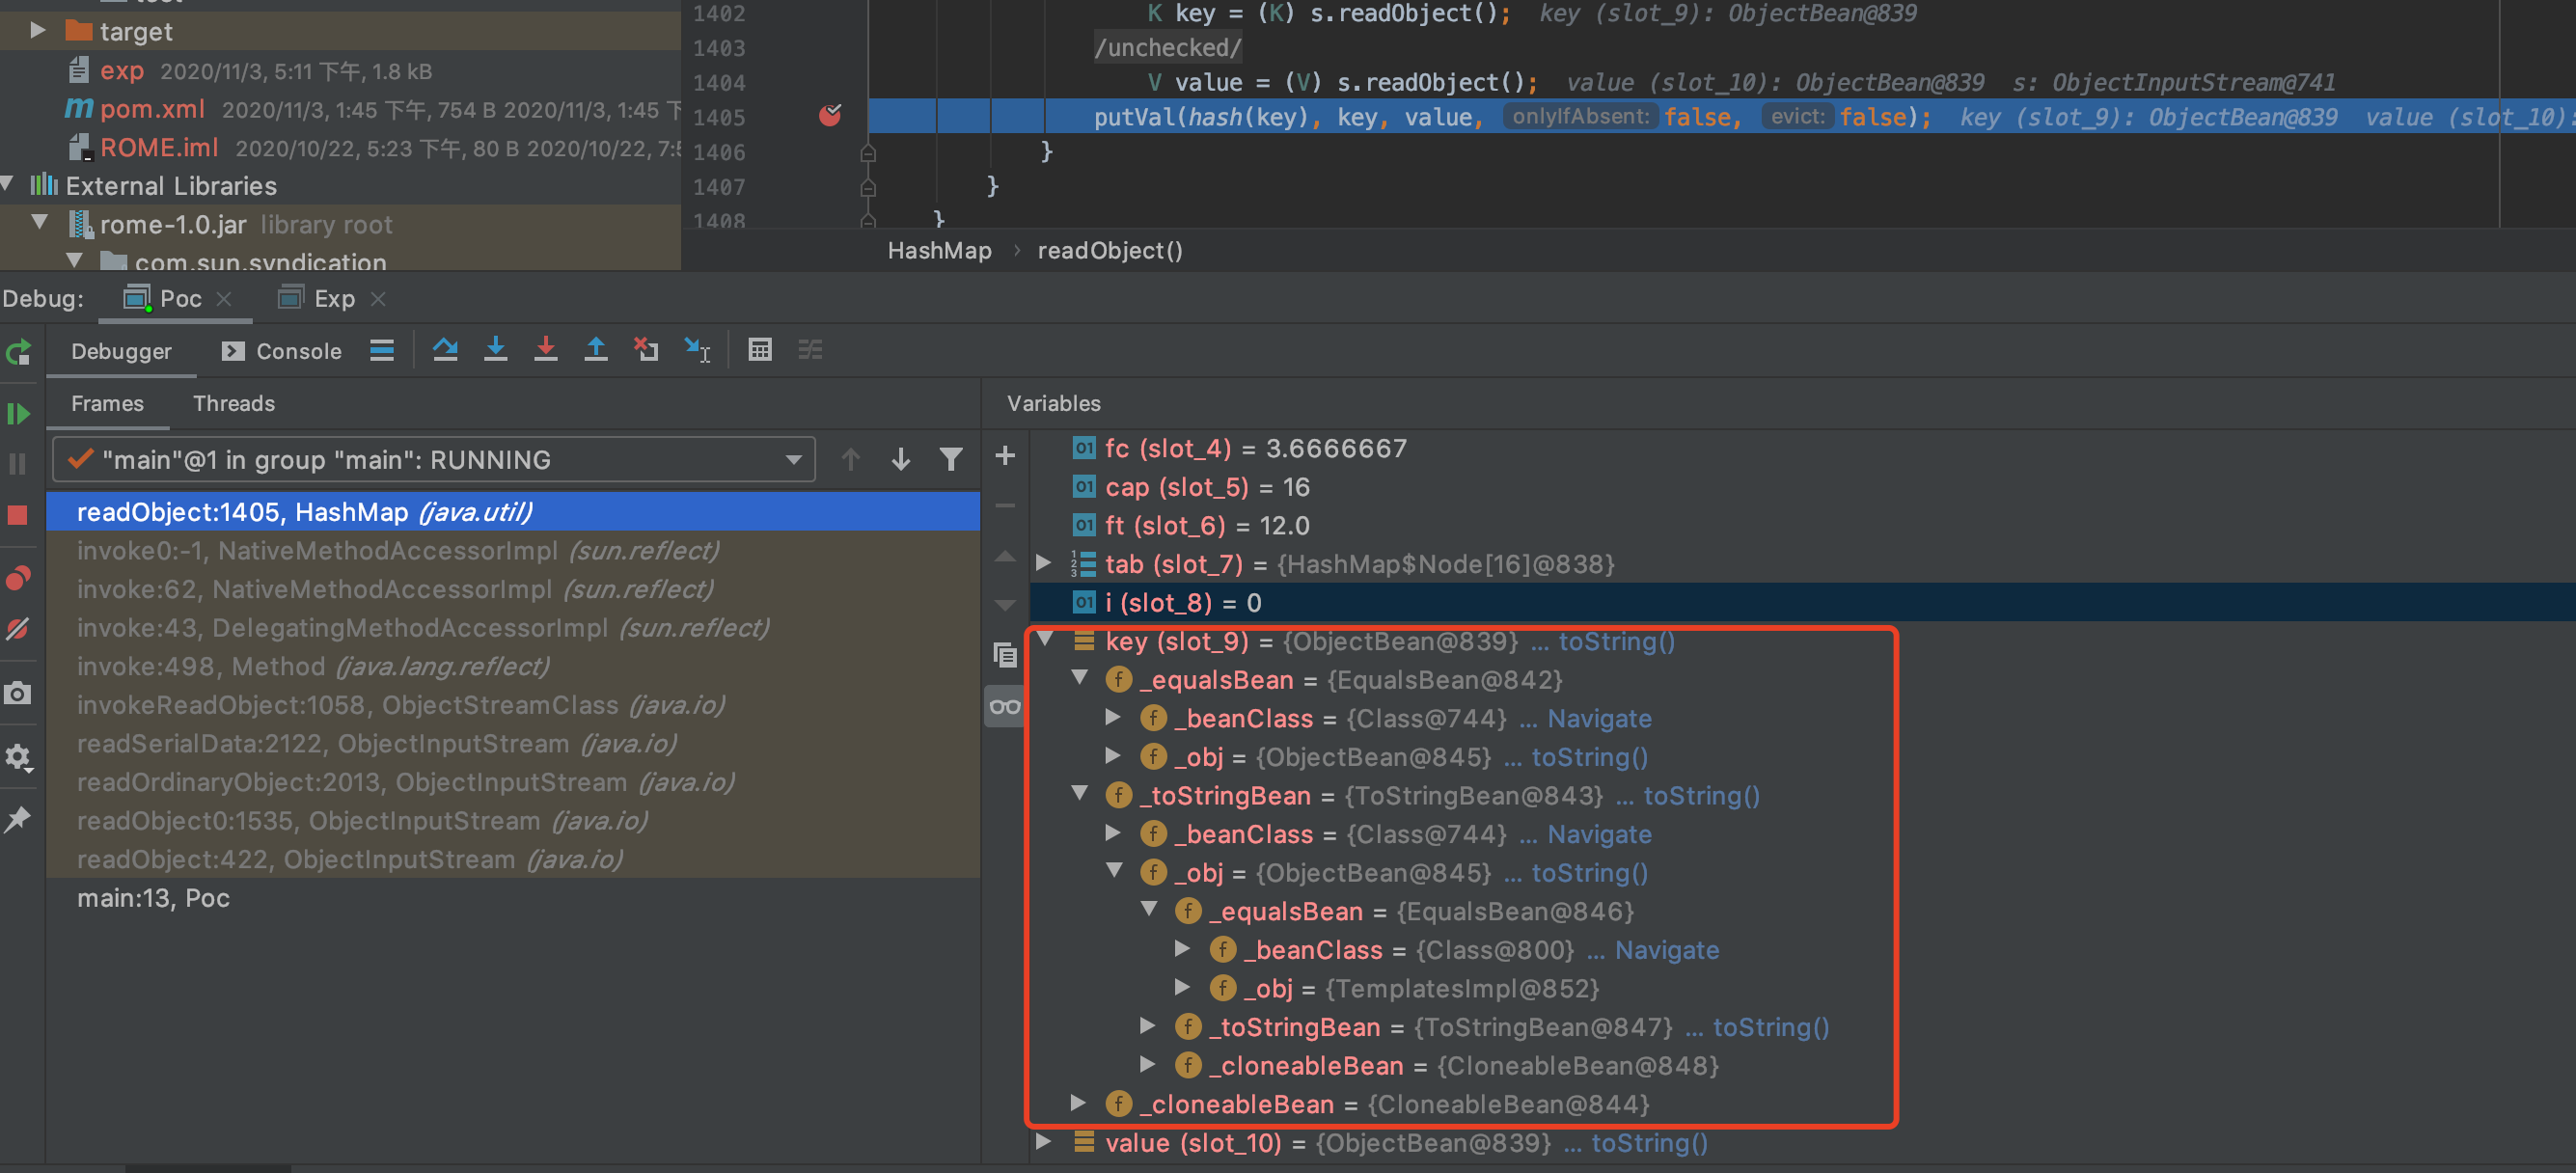 target
exp 2020/11/3, 5:11 下午, 1.8 kB
pom.xml 2020/11/3, 1:45 下午, 754 B 2020/11/3, 1:45
ROME.iml 2020/10/22, 5:23 下午, 80 B 2020/10/22,
External Libraries
rome-1.0.jar library root
com.sun.syndication
1402 K key = (K) s.readObject(); key (slot_9): ObjectBean@839
1403 /unchecked/
1404 V value = (V) s.readObject(); value (slot_10): ObjectBean@839 s: ObjectInputStream@741
1405 putVal(hash(key), key, value, onlyIfAbsent: false, evict: false); key (slot_9): ObjectBean@839 value (slot_10):
1406 }
1407 }
1408 }
HashMap › readObject()
Debug: Poc Exp
Debugger Console
Frames Threads
"main"@1 in group "main": RUNNING
readObject:1405, HashMap (java.util)
invoke0:-1, NativeMethodAccessorImpl (sun.reflect)
invoke:62, NativeMethodAccessorImpl (sun.reflect)
invoke:43, DelegatingMethodAccessorImpl (sun.reflect)
invoke:498, Method (java.lang.reflect)
invokeReadObject:1058, ObjectStreamClass (java.io)
readSerialData:2122, ObjectInputStream (java.io)
readOrdinaryObject:2013, ObjectInputStream (java.io)
readObject0:1535, ObjectInputStream (java.io)
readObject:422, ObjectInputStream (java.io)
main:13, Poc
Variables
fc (slot_4) = 3.6666667
cap (slot_5) = 16
ft (slot_6) = 12.0
tab (slot_7) = {HashMap$Node[16]@838}
i (slot_8) = 0
key (slot_9) = {ObjectBean@839} ... toString()
_equalsBean = {EqualsBean@842}
_beanClass = {Class@744} ... Navigate
_obj = {ObjectBean@845} ... toString()
_toStringBean = {ToStringBean@843} ... toString()
_beanClass = {Class@744} ... Navigate
_obj = {ObjectBean@845} ... toString()
_equalsBean = {EqualsBean@846}
_beanClass = {Class@800} ... Navigate
_obj = {TemplatesImpl@852}
_toStringBean = {ToStringBean@847} ... toString()
_cloneableBean = {CloneableBean@848}
_cloneableBean = {CloneableBean@844}
value (slot_10) = {ObjectBean@839} ... toString()